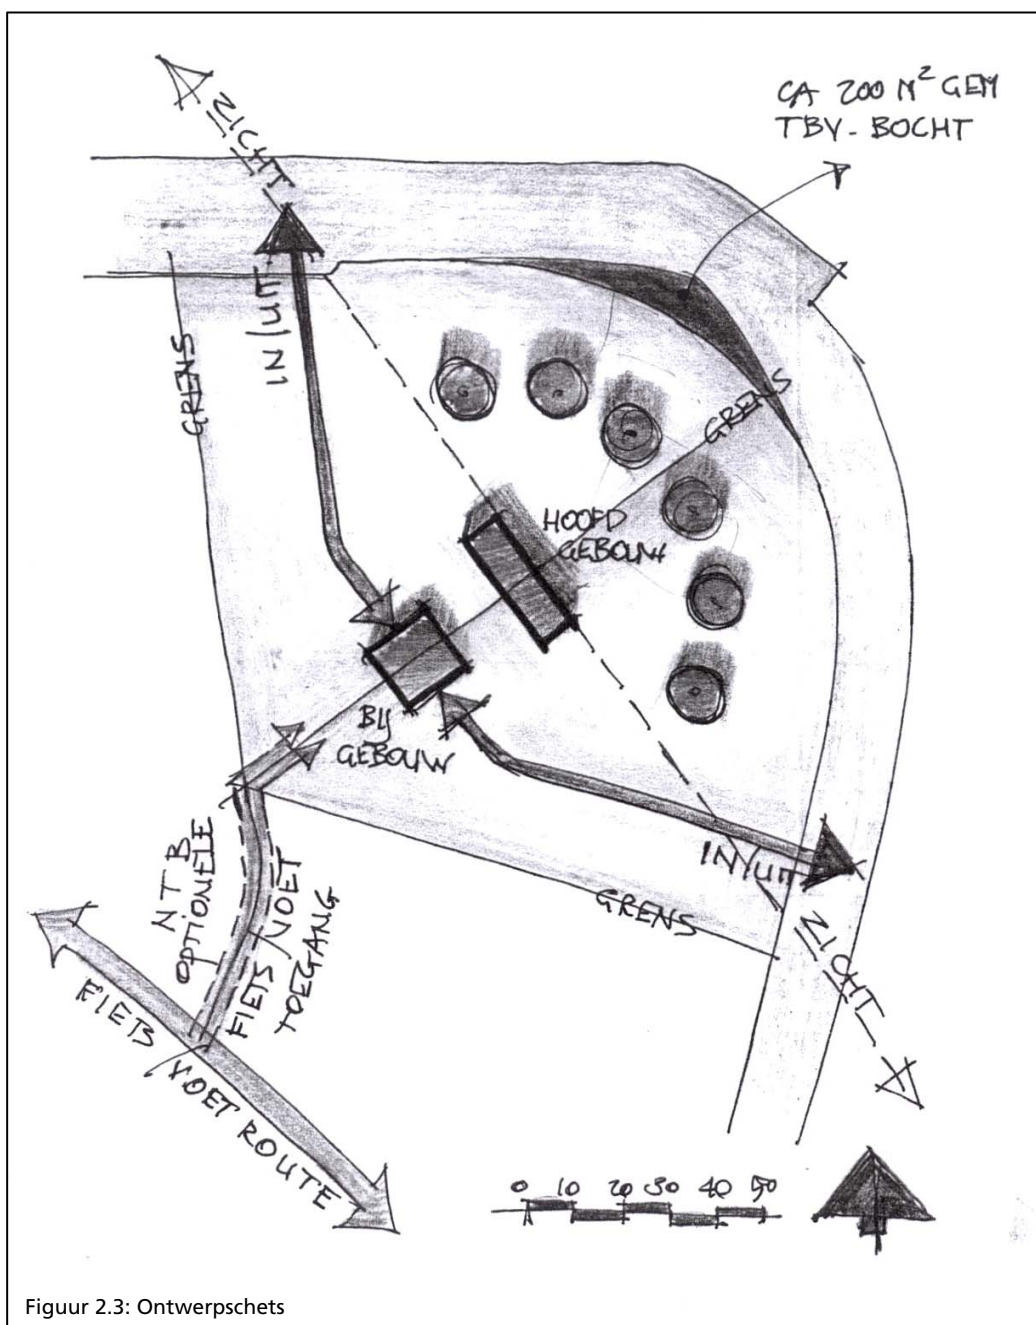 CA 200 M² GEM
TBV - BOCHT
ZICHT
IN/UIT
GRENS
GRENS
HOOFD
GEBOUW
BIJ
GEBOUW
IN/UIT
GRENS
NTB
OPTIONELE
FIETS/VOET
TOEGANG
ZICHT
FIETS/VOET ROUTE
0 10 20 30 40 50
Figuur 2.3: Ontwerpschets